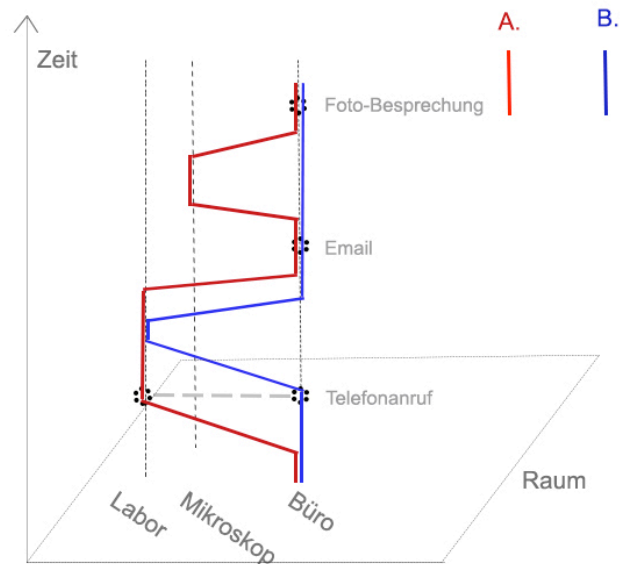 A.
B.
Zeit
Foto-Besprechung
Email
Telefonanruf
Labor
Mikroskop
Büro
Raum